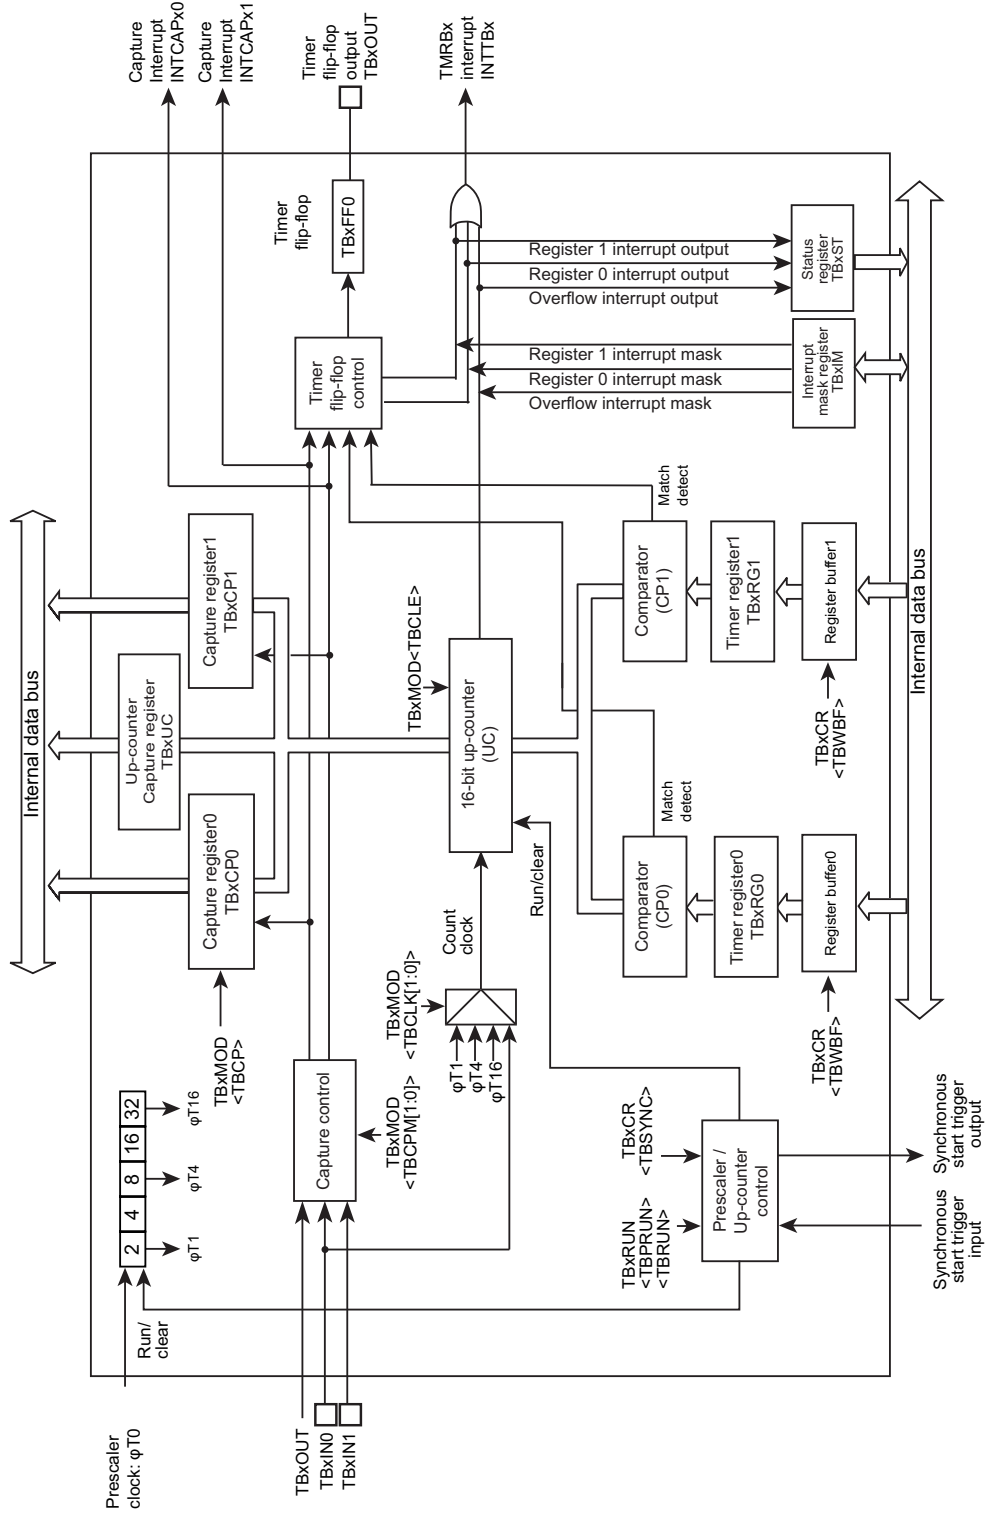 Internal data bus
Prescaler
clock: φT0
Run/
clear
2
4
8
16
32
φT1
φT4
φT16
TBxMOD
<TBCP>
Capture register0
TBxCP0
Up-counter
Capture register
TBxUC
Capture register1
TBxCP1
Capture
Interrupt
INTCAPx0
Capture
Interrupt
INTCAPx1
TBxOUT
TBxIN0
TBxIN1
Capture control
TBxMOD
<TBCPM[1:0]>
TBxMOD
<TBCLK[1:0]>
φT1
φT4
φT16
Count
clock
TBxMOD<TBCLE>
16-bit up-counter
(UC)
Run/clear
Timer
flip-flop
control
Timer
flip-flop
TBxFF0
Timer
flip-flop
output
TBxOUT
TMRBx
interrupt
INTTBx
Register 1 interrupt output
Register 0 interrupt output
Overflow interrupt output
Register 1 interrupt mask
Register 0 interrupt mask
Overflow interrupt mask
Status
register
TBxST
Interrupt
mask register
TBxIM
TBxRUN
<TBPRUN>
<TBRUN>
TBxCR
<TBSYNC>
Prescaler /
Up-counter
control
Comparator
(CP0)
Match
detect
Comparator
(CP1)
Match
detect
Timer register0
TBxRG0
Timer register1
TBxRG1
Register buffer0
Register buffer1
TBxCR
<TBWBF>
TBxCR
<TBWBF>
Internal data bus
Synchronous
start trigger
input
Synchronous
start trigger
output